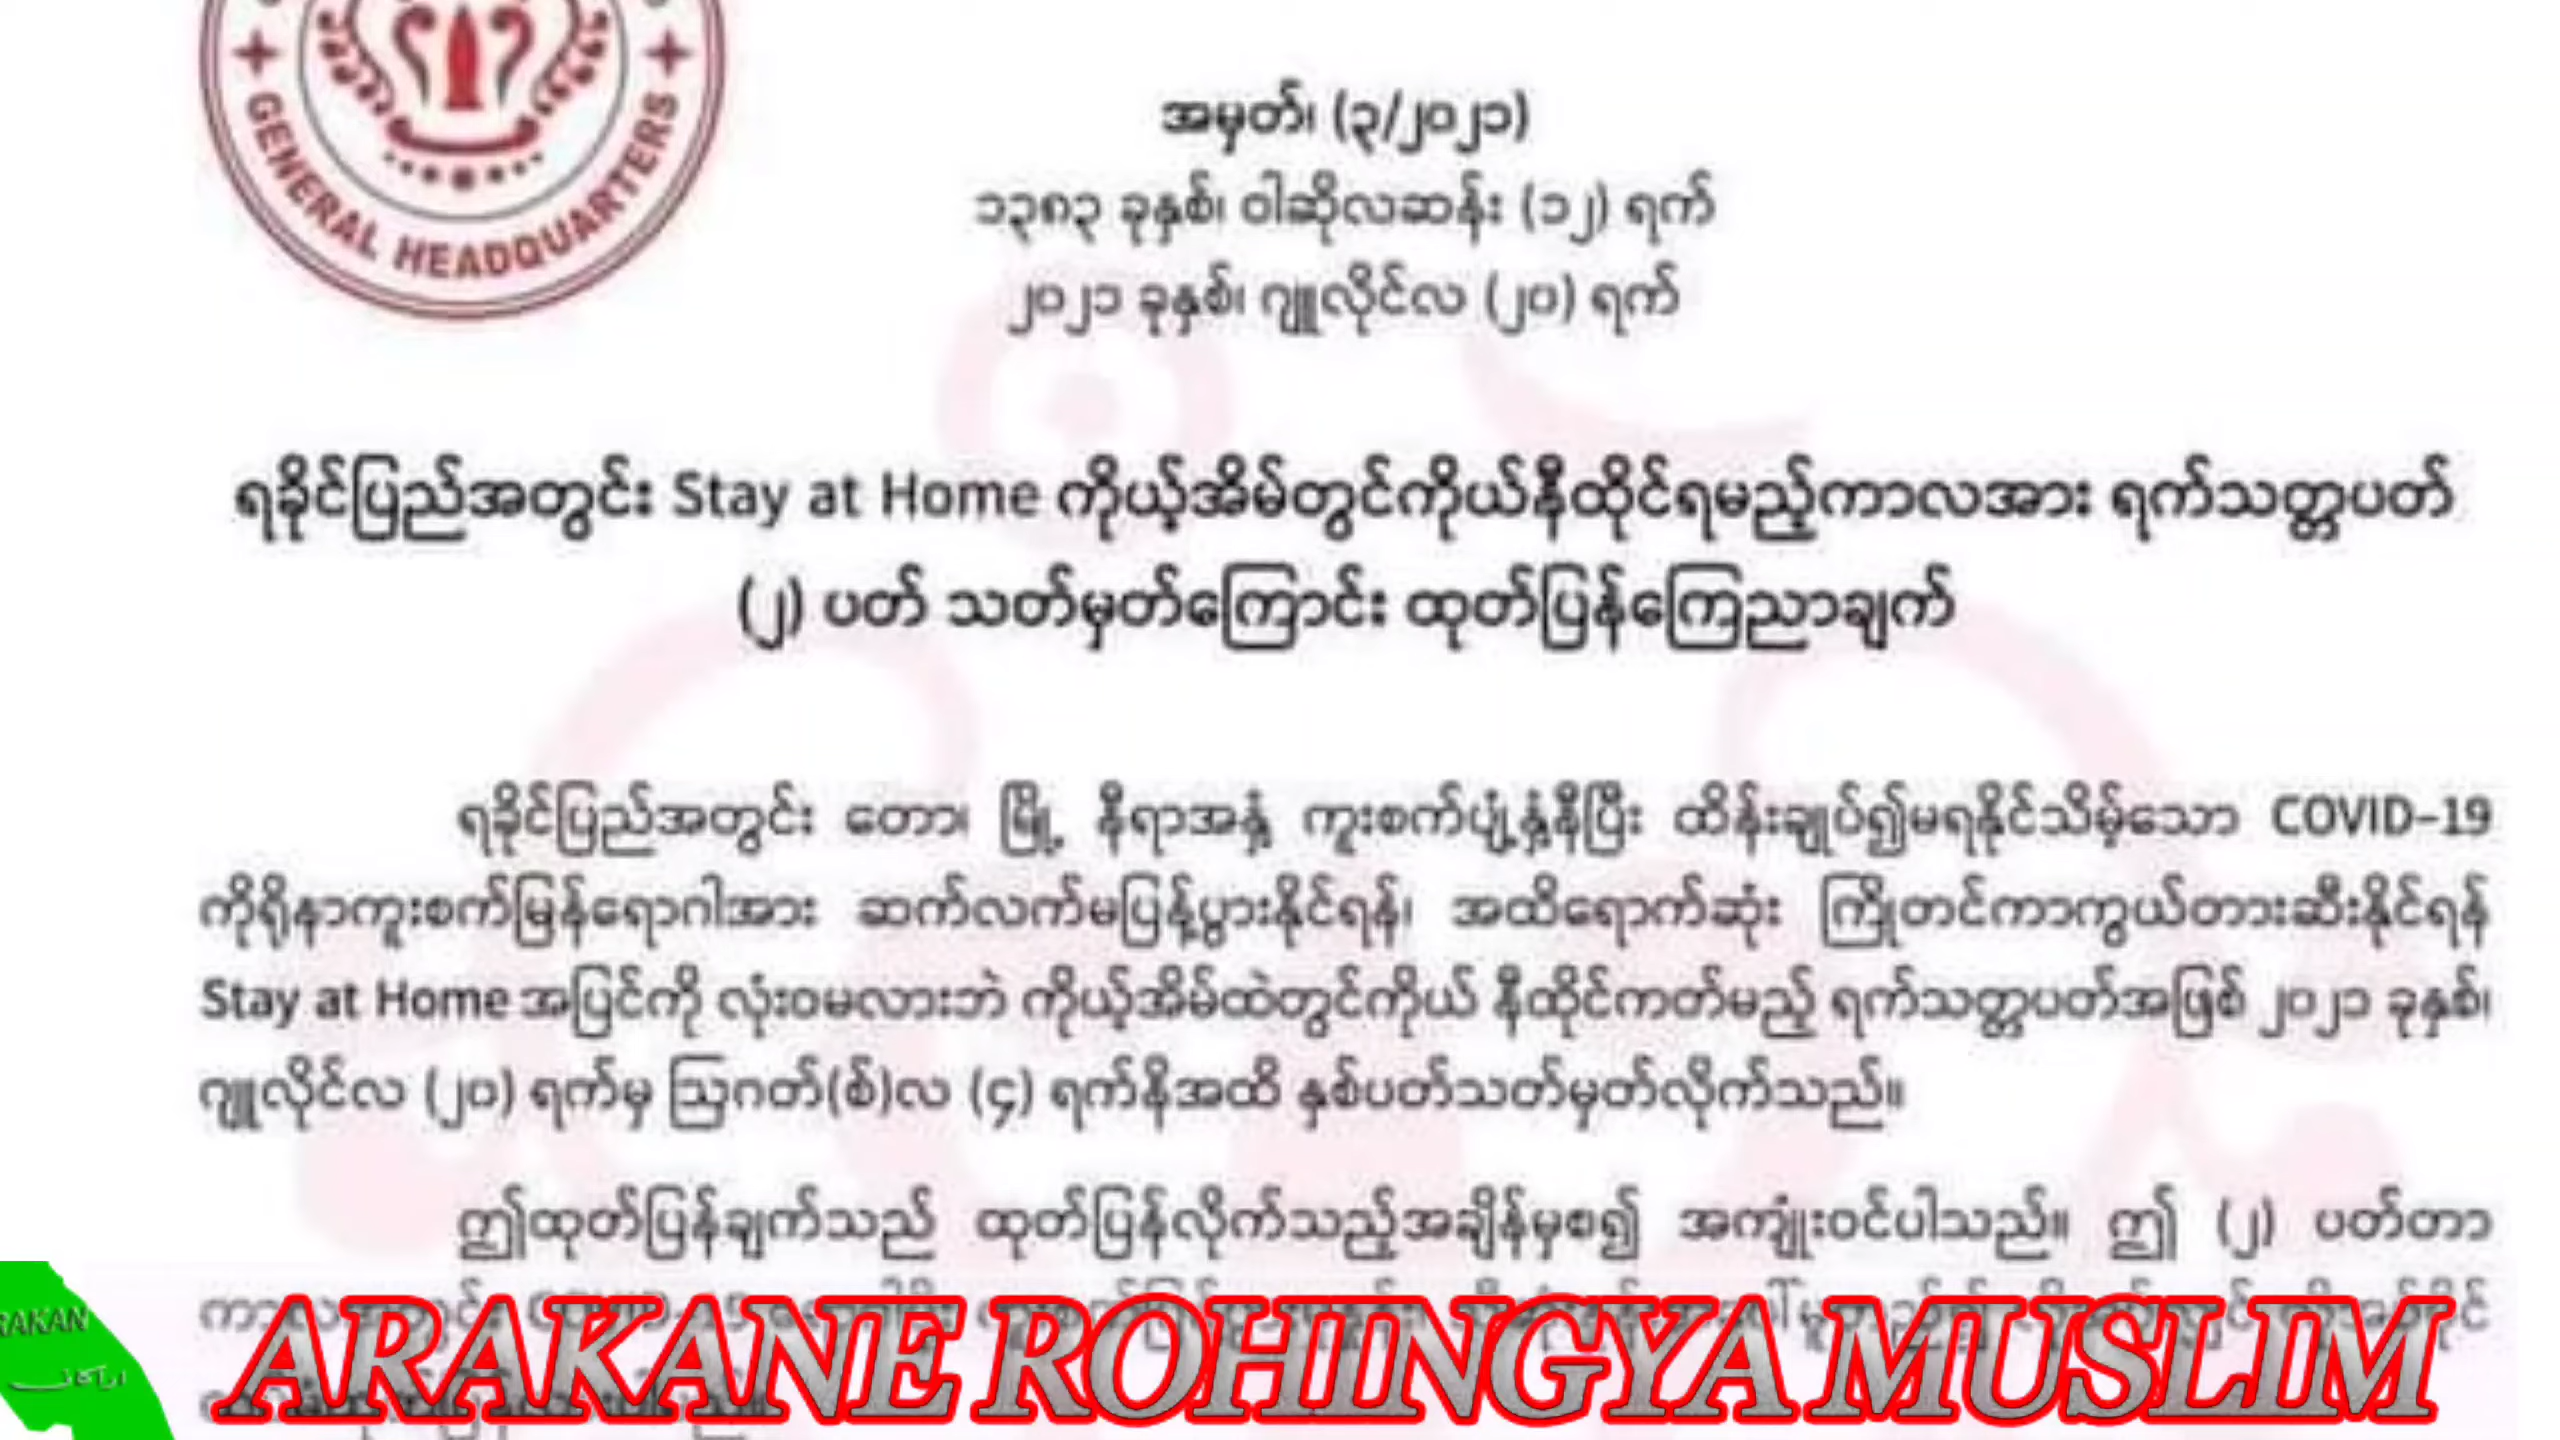 GENERAL HEADQUARTERS
အမှတ်၊ (၃/၂၀၂၁)
၁၃၈၃ ခုနှစ်၊ ဝါဆိုလဆန်း (၁၂) ရက်
၂၀၂၁ ခုနှစ်၊ ဂျူလိုင်လ (၂၀) ရက်
ရခိုင်ပြည်အတွင်း Stay at Home ကိုယ့်အိမ်တွင်ကိုယ်နီထိုင်ရမည့်ကာလအား ရက်သတ္တပတ်
(၂) ပတ် သတ်မှတ်ကြောင်း ထုတ်ပြန်ကြေညာချက်
ရခိုင်ပြည်အတွင်း တော၊ မြို့ နီရာအနှံ့ ကူးစက်ပျံ့နှံ့နီပြီး ထိန်းချုပ်၍မရနိုင်သိမ့်သော COVID-19
ကိုရိုနာကူးစက်မြန်ရောဂါအား ဆက်လက်မပြန့်ပွားနိုင်ရန်၊ အထိရောက်ဆုံး ကြိုတင်ကာကွယ်တားဆီးနိုင်ရန်
Stay at Home အပြင်ကို လုံးဝမလားဘဲ ကိုယ့်အိမ်ထဲတွင်ကိုယ် နီထိုင်ကတ်မည့် ရက်သတ္တပတ်အဖြစ် ၂၀၂၁ ခုနှစ်၊
ဂျူလိုင်လ (၂၀) ရက်မှ ဩဂတ်(စ်)လ (၄) ရက်နိအထိ နှစ်ပတ်သတ်မှတ်လိုက်သည်။
ဤထုတ်ပြန်ချက်သည် ထုတ်ပြန်လိုက်သည့်အချိန်မှစ၍ အကျုံးဝင်ပါသည်။ ဤ (၂) ပတ်တာ
RAKAN
ARAKANE ROHINGYA MUSLIM